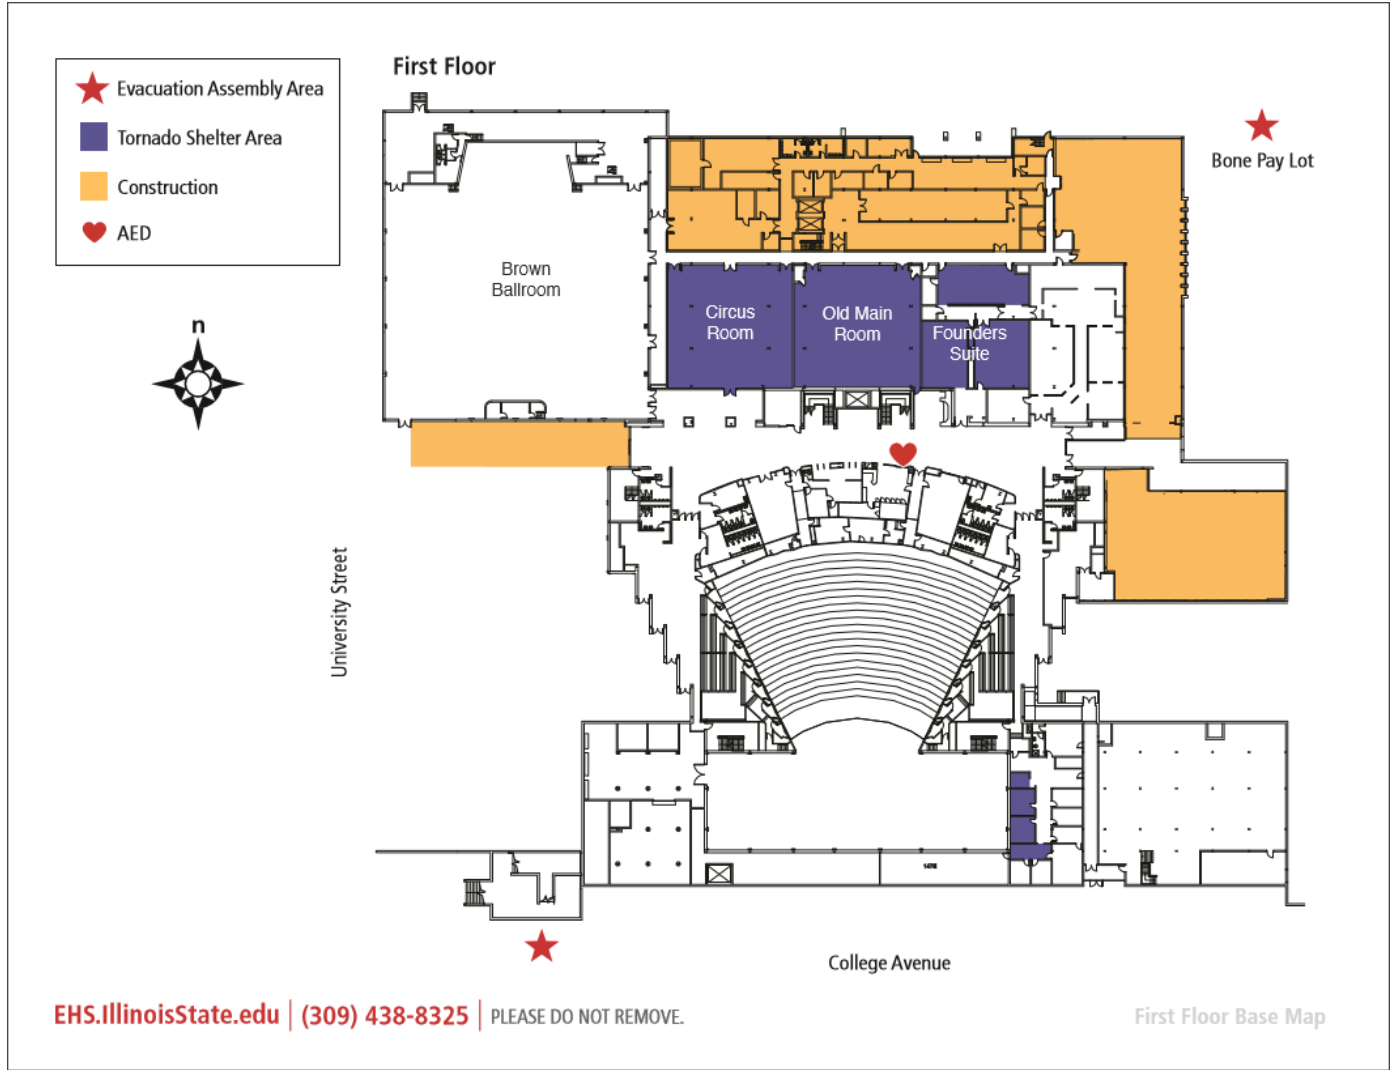 First Floor
Evacuation Assembly Area
Tornado Shelter Area
Construction
AED
Bone Pay Lot
n
Brown
Ballroom
Circus
Room
Old Main
Room
Founders
Suite
University Street
147E
College Avenue
EHS.IllinoisState.edu | (309) 438-8325 | PLEASE DO NOT REMOVE.
First Floor Base Map